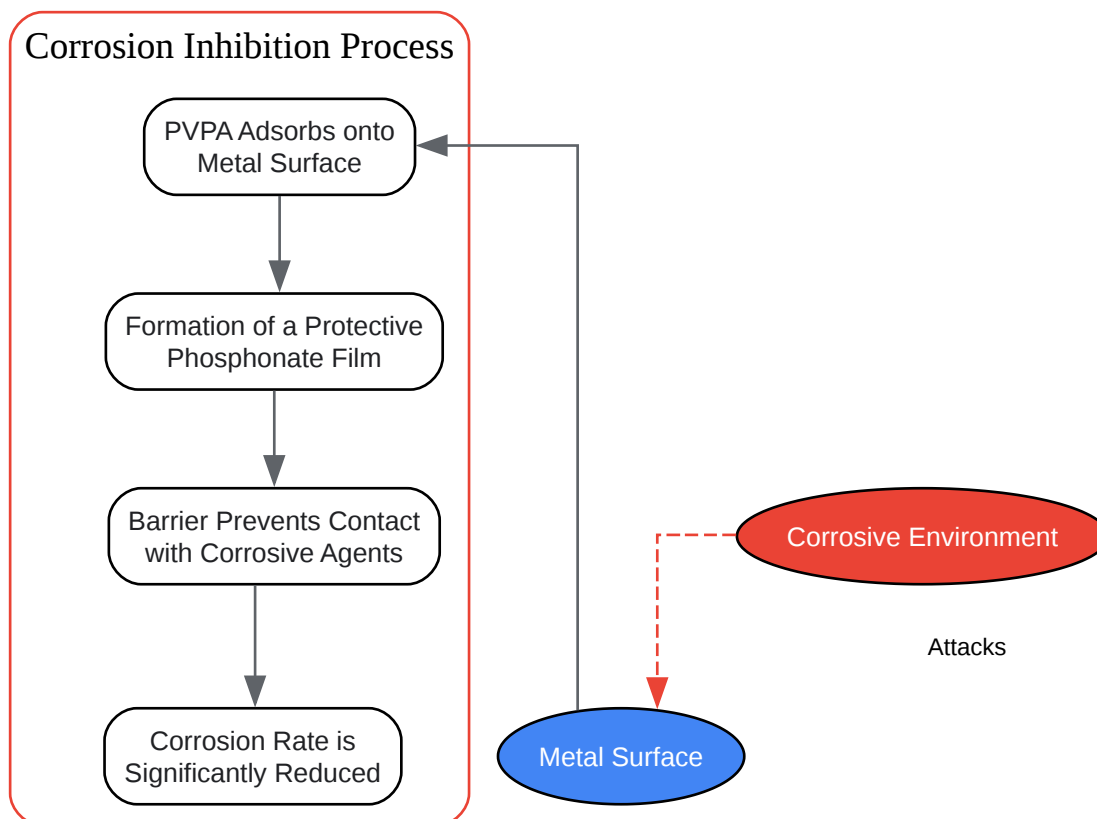 Corrosion Inhibition Process
PVPA Adsorbs onto
Metal Surface
Formation of a Protective
Phosphonate Film
Barrier Prevents Contact
with Corrosive Agents
Corrosive Environment
Attacks
Corrosion Rate is
Significantly Reduced
Metal Surface